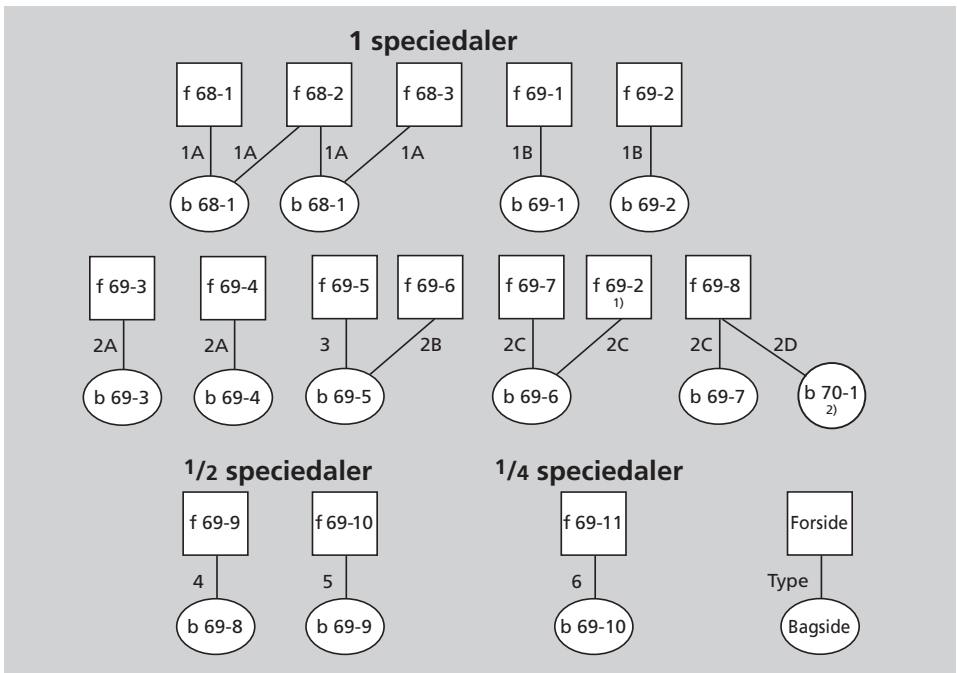 1 speciedaler
f 68-1 f 68-2 f 68-3 f 69-1 f 69-2
1A 1A 1A 1A 1B 1B
b 68-1 b 68-1 b 69-1 b 69-2
f 69-3 f 69-4 f 69-5 f 69-6 f 69-7 f 69-2 f 69-8
1)
2A 2A 3 2B 2C 2C 2C 2D
b 69-3 b 69-4 b 69-5 b 69-6 b 69-7 b 70-1
2)
1/2 speciedaler 1/4 speciedaler
f 69-9 f 69-10 f 69-11 Forside
4 5 6 Type
b 69-8 b 69-9 b 69-10 Bagside